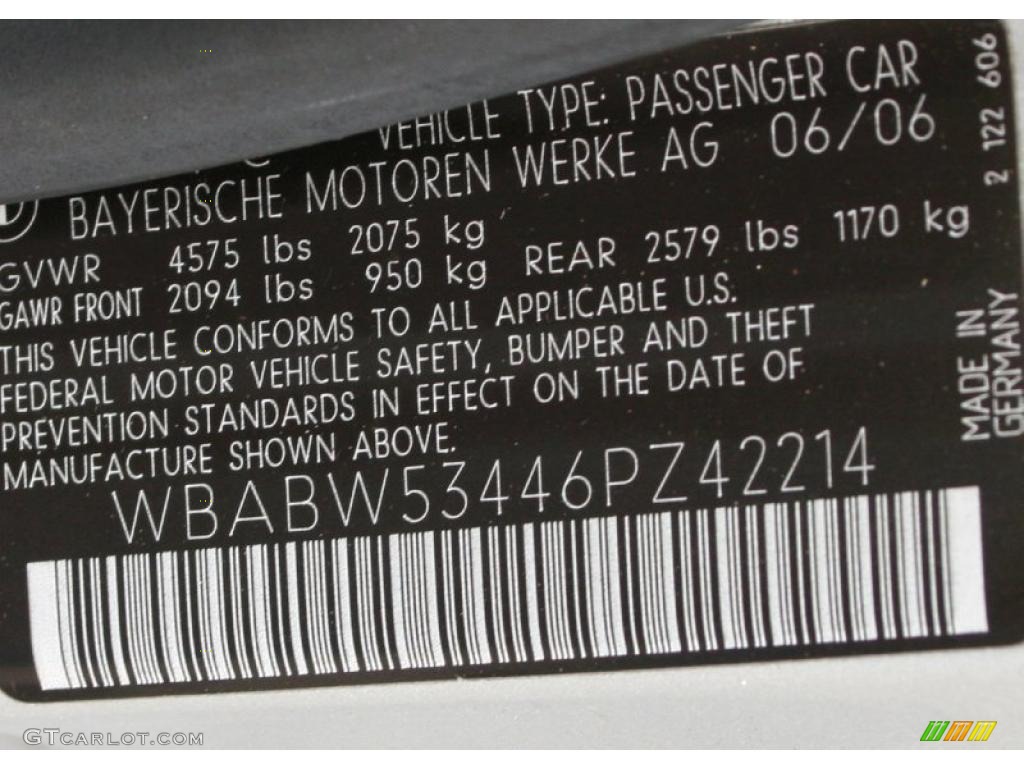 VEHICLE TYPE: PASSENGER CAR
BAYERISCHE MOTOREN WERKE AG 06/06
GVWR 4575 lbs 2075 kg
GAWR FRONT 2094 lbs 950 kg REAR 2579 lbs 1170 kg
THIS VEHICLE CONFORMS TO ALL APPLICABLE U.S.
FEDERAL MOTOR VEHICLE SAFETY, BUMPER AND THEFT
PREVENTION STANDARDS IN EFFECT ON THE DATE OF
MANUFACTURE SHOWN ABOVE.
WBABW53446PZ42214
2 122 606
MADE IN
GERMANY
GTCARLOT.COM